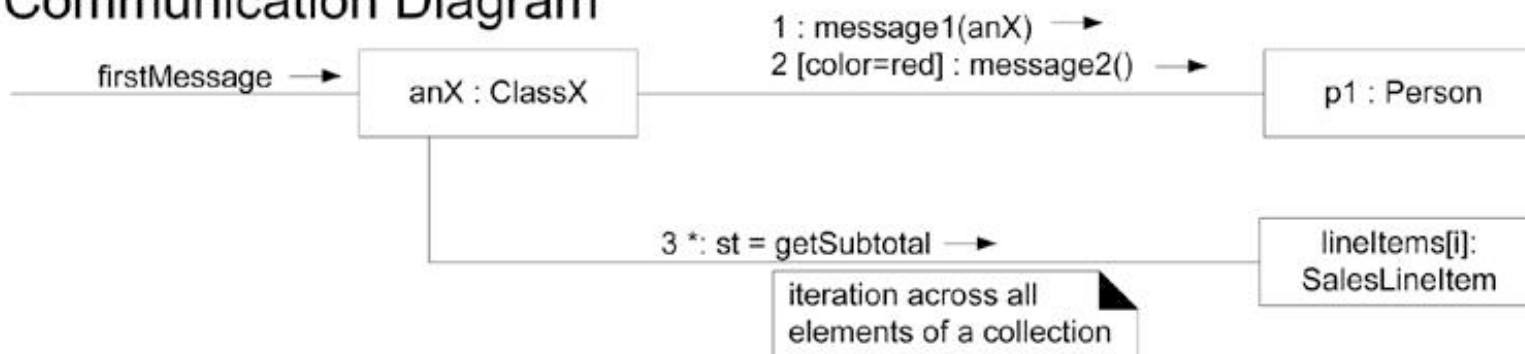 Communication Diagram
firstMessage
anX : ClassX
1 : message1(anX)
2 [color=red] : message2()
p1 : Person
3 *: st = getSubtotal
lineItems[i]:
SalesLineItem
iteration across all
elements of a collection